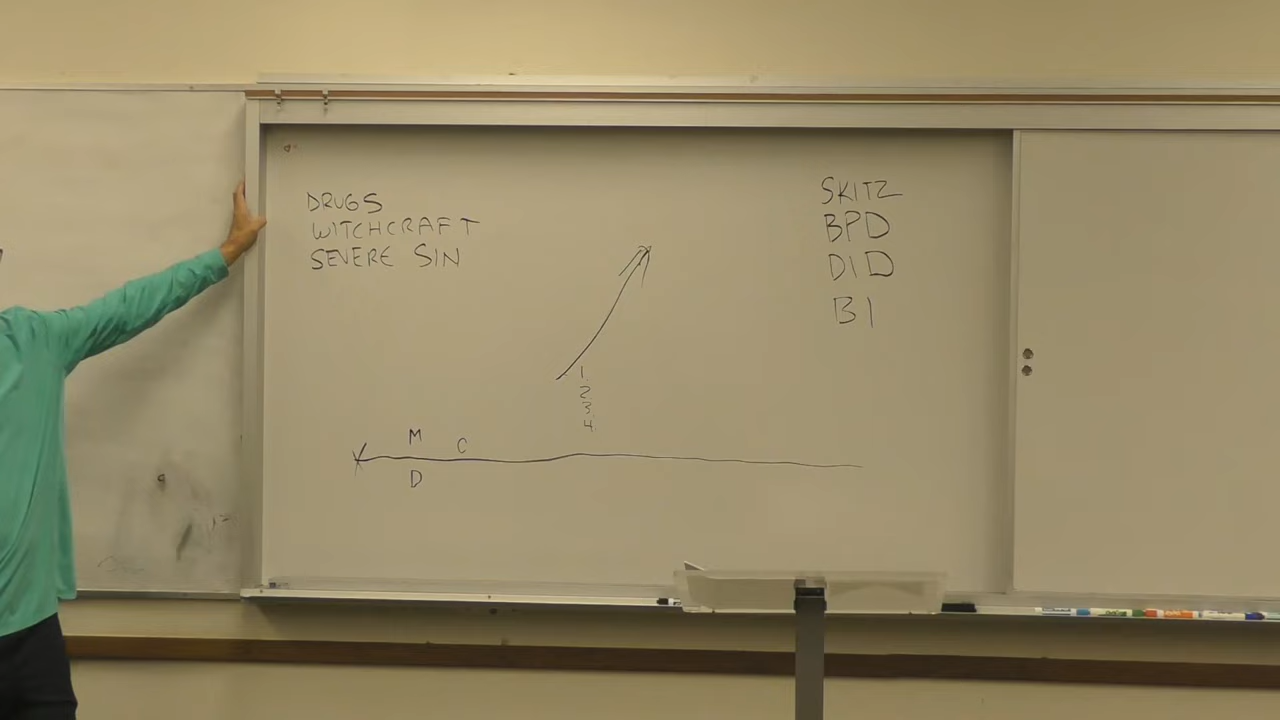 DRUGS
WITCHCRAFT
SEVERE SIN
SKITZ
BPD
DID
BI
1.
2.
3.
4.
M
C
D